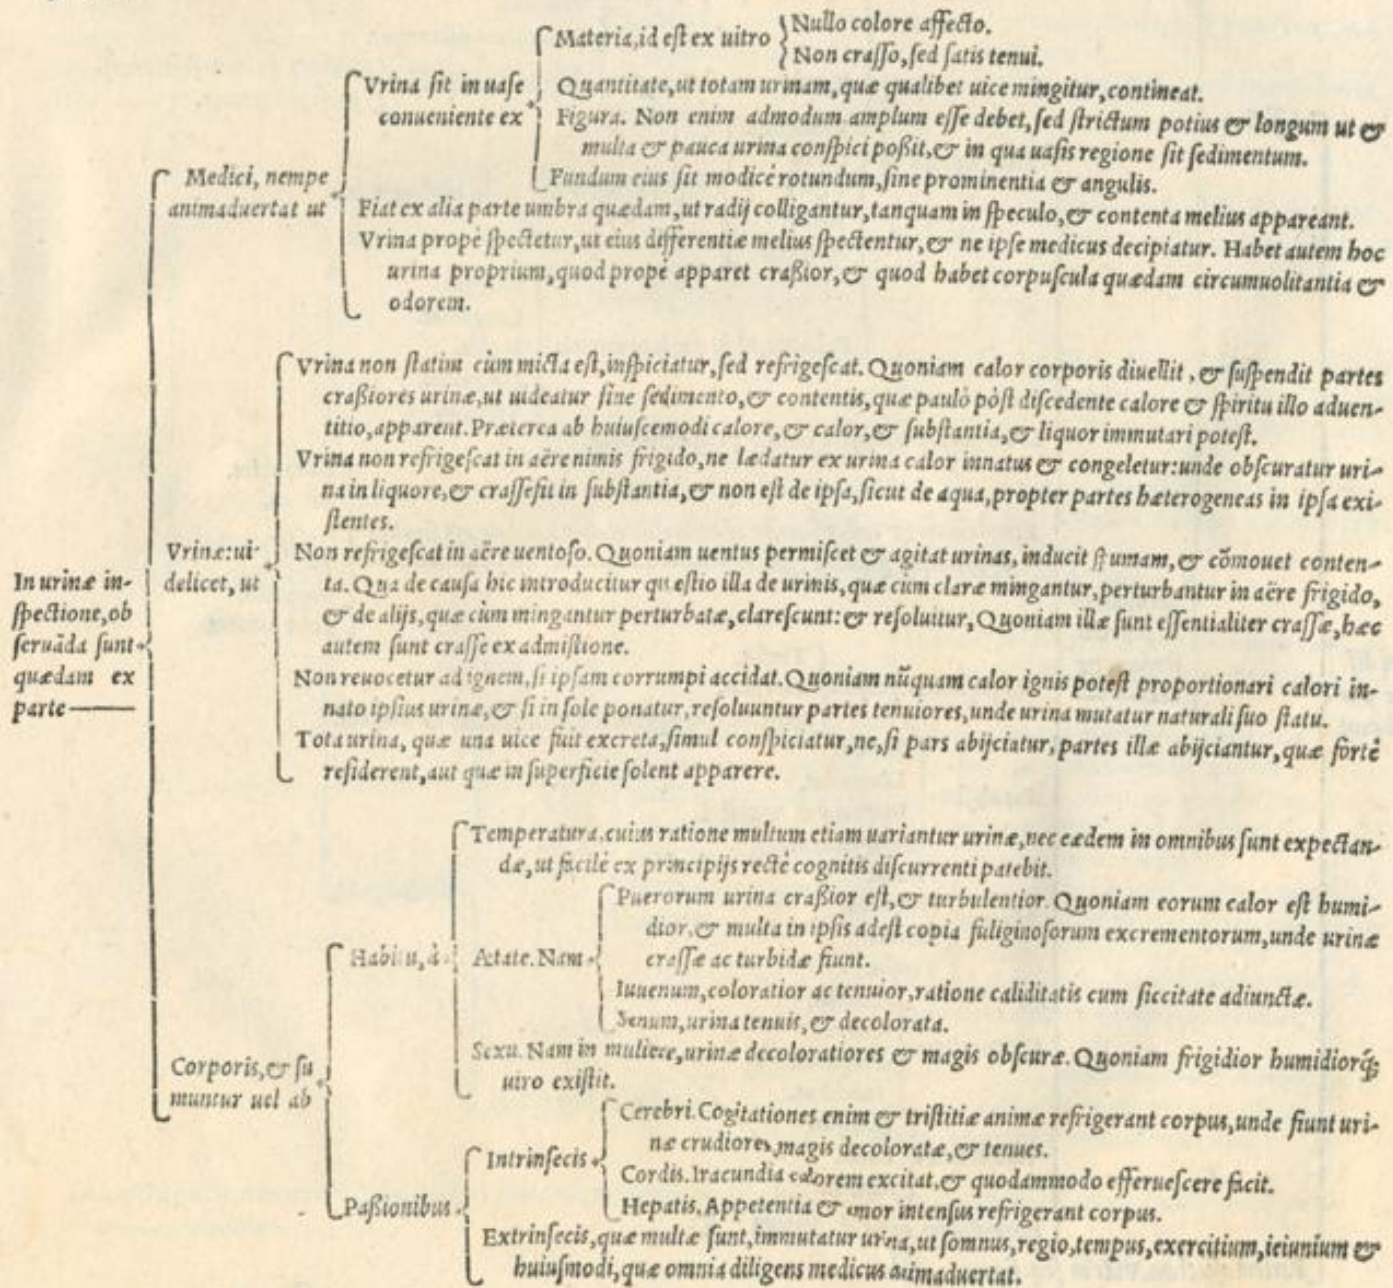 Materia, id est ex uitro
Nullo colore affecto.
Non crasso, sed satis tenui.
Vrina sit in uase
conueniente ex
Quantitate, ut totam urinam, quæ qualibet uice mingitur, contineat.
Figura. Non enim admodum amplum esse debet, sed strictum potius & longum ut &
multa & pauca urina conspici poßit, & in qua uasis regione sit sedimentum.
Fundum eius sit modicè rotundum, sine prominentia & angulis.
Medici, nempe
animaduertat ut
Fiat ex alia parte umbra quædam, ut radij colligantur, tanquam in speculo, & contenta melius appareant.
Vrina propè spectetur, ut eius differentiæ melius spectentur, & ne ipse medicus decipiatur. Habet autem hoc
urina proprium, quod propè apparet craßior, & quod habet corpuscula quædam circumuolitantia &
odorem.
Vrina non statim cùm micta est, inspiciatur, sed refrigescat. Quoniam calor corporis diuellit, & suspendit partes
craßiores urinæ, ut uideatur sine sedimento, & contentis, quæ paulò pòst discedente calore & spiritu illo aduen-
titio, apparent. Præterea ab huiuscemodi calore, & calor, & substantia, & liquor immutari potest.
Vrina non refrigescat in aëre nimis frigido, ne lædatur ex urina calor innatus & congeletur: unde obscuratur uri-
na in liquore, & crassefit in substantia, & non est de ipsa, sicut de aqua, propter partes hæterogeneas in ipsa exi-
stentes.
Vrinæ: ui-
delicet, ut
Non refrigescat in aëre uentoso. Quoniam uentus permiscet & agitat urinas, inducit spumam, & cõmouet conten-
ta. Qua de causa hic introducitur quæstio illa de urinis, quæ cùm claræ mingantur, perturbantur in aëre frigido,
& de alijs, quæ cùm mingantur perturbatæ, clarescunt: & resoluitur, Quoniam illæ sunt essentialiter crassæ, hæc
autem sunt crasse ex admistione.
Non reuocetur ad ignem, si ipsam corrumpi accidat. Quoniam nũquam calor ignis potest proportionari calori in-
nato ipsius urinæ, & si in sole ponatur, resoluuntur partes tenuiores, unde urina mutatur naturali suo statu.
Tota urina, quæ una uice fuit excreta, simul conspiciatur, ne, si pars abijciatur, partes illæ abijciantur, quæ fortè
residerent, aut quæ in superficie solent apparere.
In urinæ in-
spectione, ob
seruãda sunt
quædam ex
parte
Temperatura, cuius ratione multum etiam uariantur urinæ, nec eædem in omnibus sunt expectan-
dæ, ut facilè ex principijs rectè cognitis discurrenti patebit.
Habitu, à
Aetate. Nam
Puerorum urina craßior est, & turbulentior. Quoniam eorum calor est humi-
dior, & multa in ipsis adest copia fuliginosorum excrementorum, unde urinæ
crassæ ac turbidæ fiunt.
Iuuenum, coloratior ac tenuior, ratione caliditatis cum siccitate adiunctæ.
Senum, urina tenuis, & decolorata.
Sexu. Nam in muliere, urinæ decoloratiores & magis obscuræ. Quoniam frigidior humidiorq́;
uiro existit.
Corporis, & su
muntur uel ab
Paßionibus
Intrinsecis
Cerebri. Cogitationes enim & tristitiæ animæ refrigerant corpus, unde fiunt uri-
næ crudiores, magis decoloratæ, & tenues.
Cordis. Iracundia calorem excitat, & quodammodo efferuescere facit.
Hepatis. Appetentia & amor intensus refrigerant corpus.
Extrinsecis, quæ multæ sunt, immutatur urina, ut somnus, regio, tempus, exercitium, ieiunium &
huiusmodi, quæ omnia diligens medicus animaduertat.